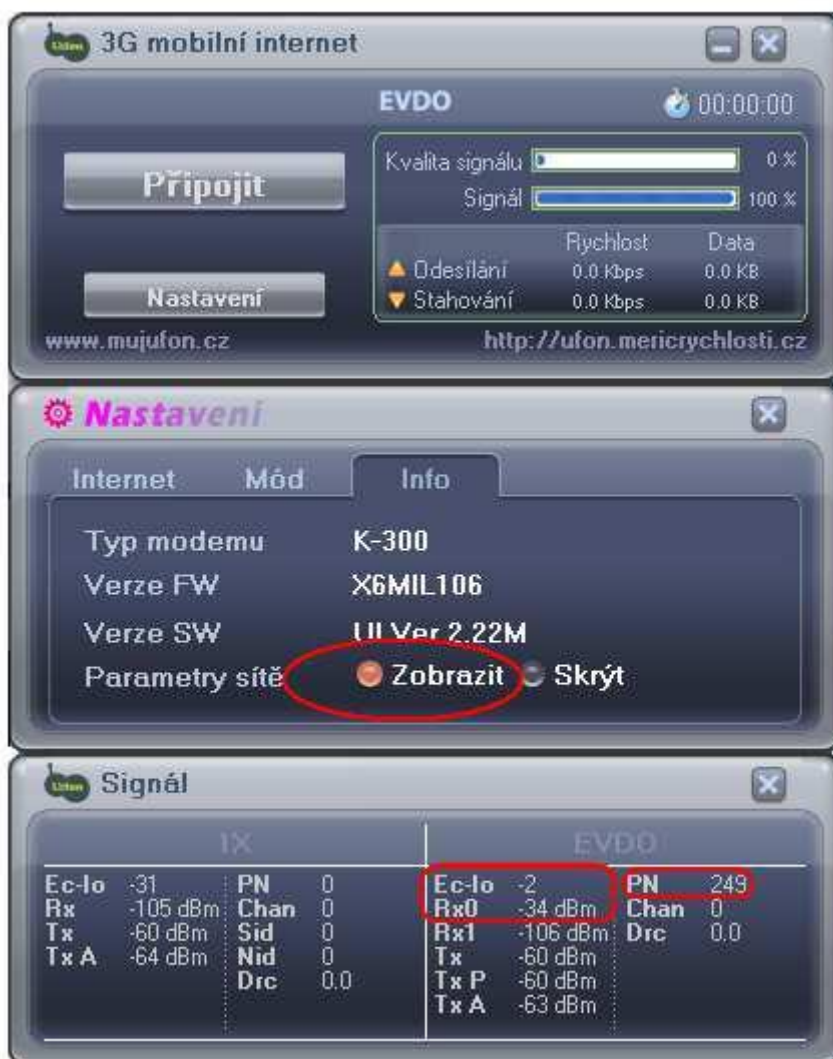 Ufon 3G mobilní internet
EVDO 00:00:00
Připojit
Kvalita signálu 0 %
Signál 100 %
Rychlost Data
Odesílání 0.0 Kbps 0.0 KB
Nastavení
Stahování 0.0 Kbps 0.0 KB
www.mujufon.cz http://ufon.mericrychlosti.cz
Nastavení
Internet Mód Info
Typ modemu K-300
Verze FW X6MIL106
Verze SW UI Ver 2.22M
Parametry sítě Zobrazit Skrýt
Ufon Signál
1X EVDO
Ec-Io -31 PN 0 Ec-Io -2 PN 249
Rx -105 dBm Chan 0 Rx0 -34 dBm Chan 0
Tx -60 dBm Sid 0 Rx1 -106 dBm Drc 0.0
Tx A -64 dBm Nid 0 Tx -60 dBm
Drc 0.0 Tx P -60 dBm
Tx A -63 dBm